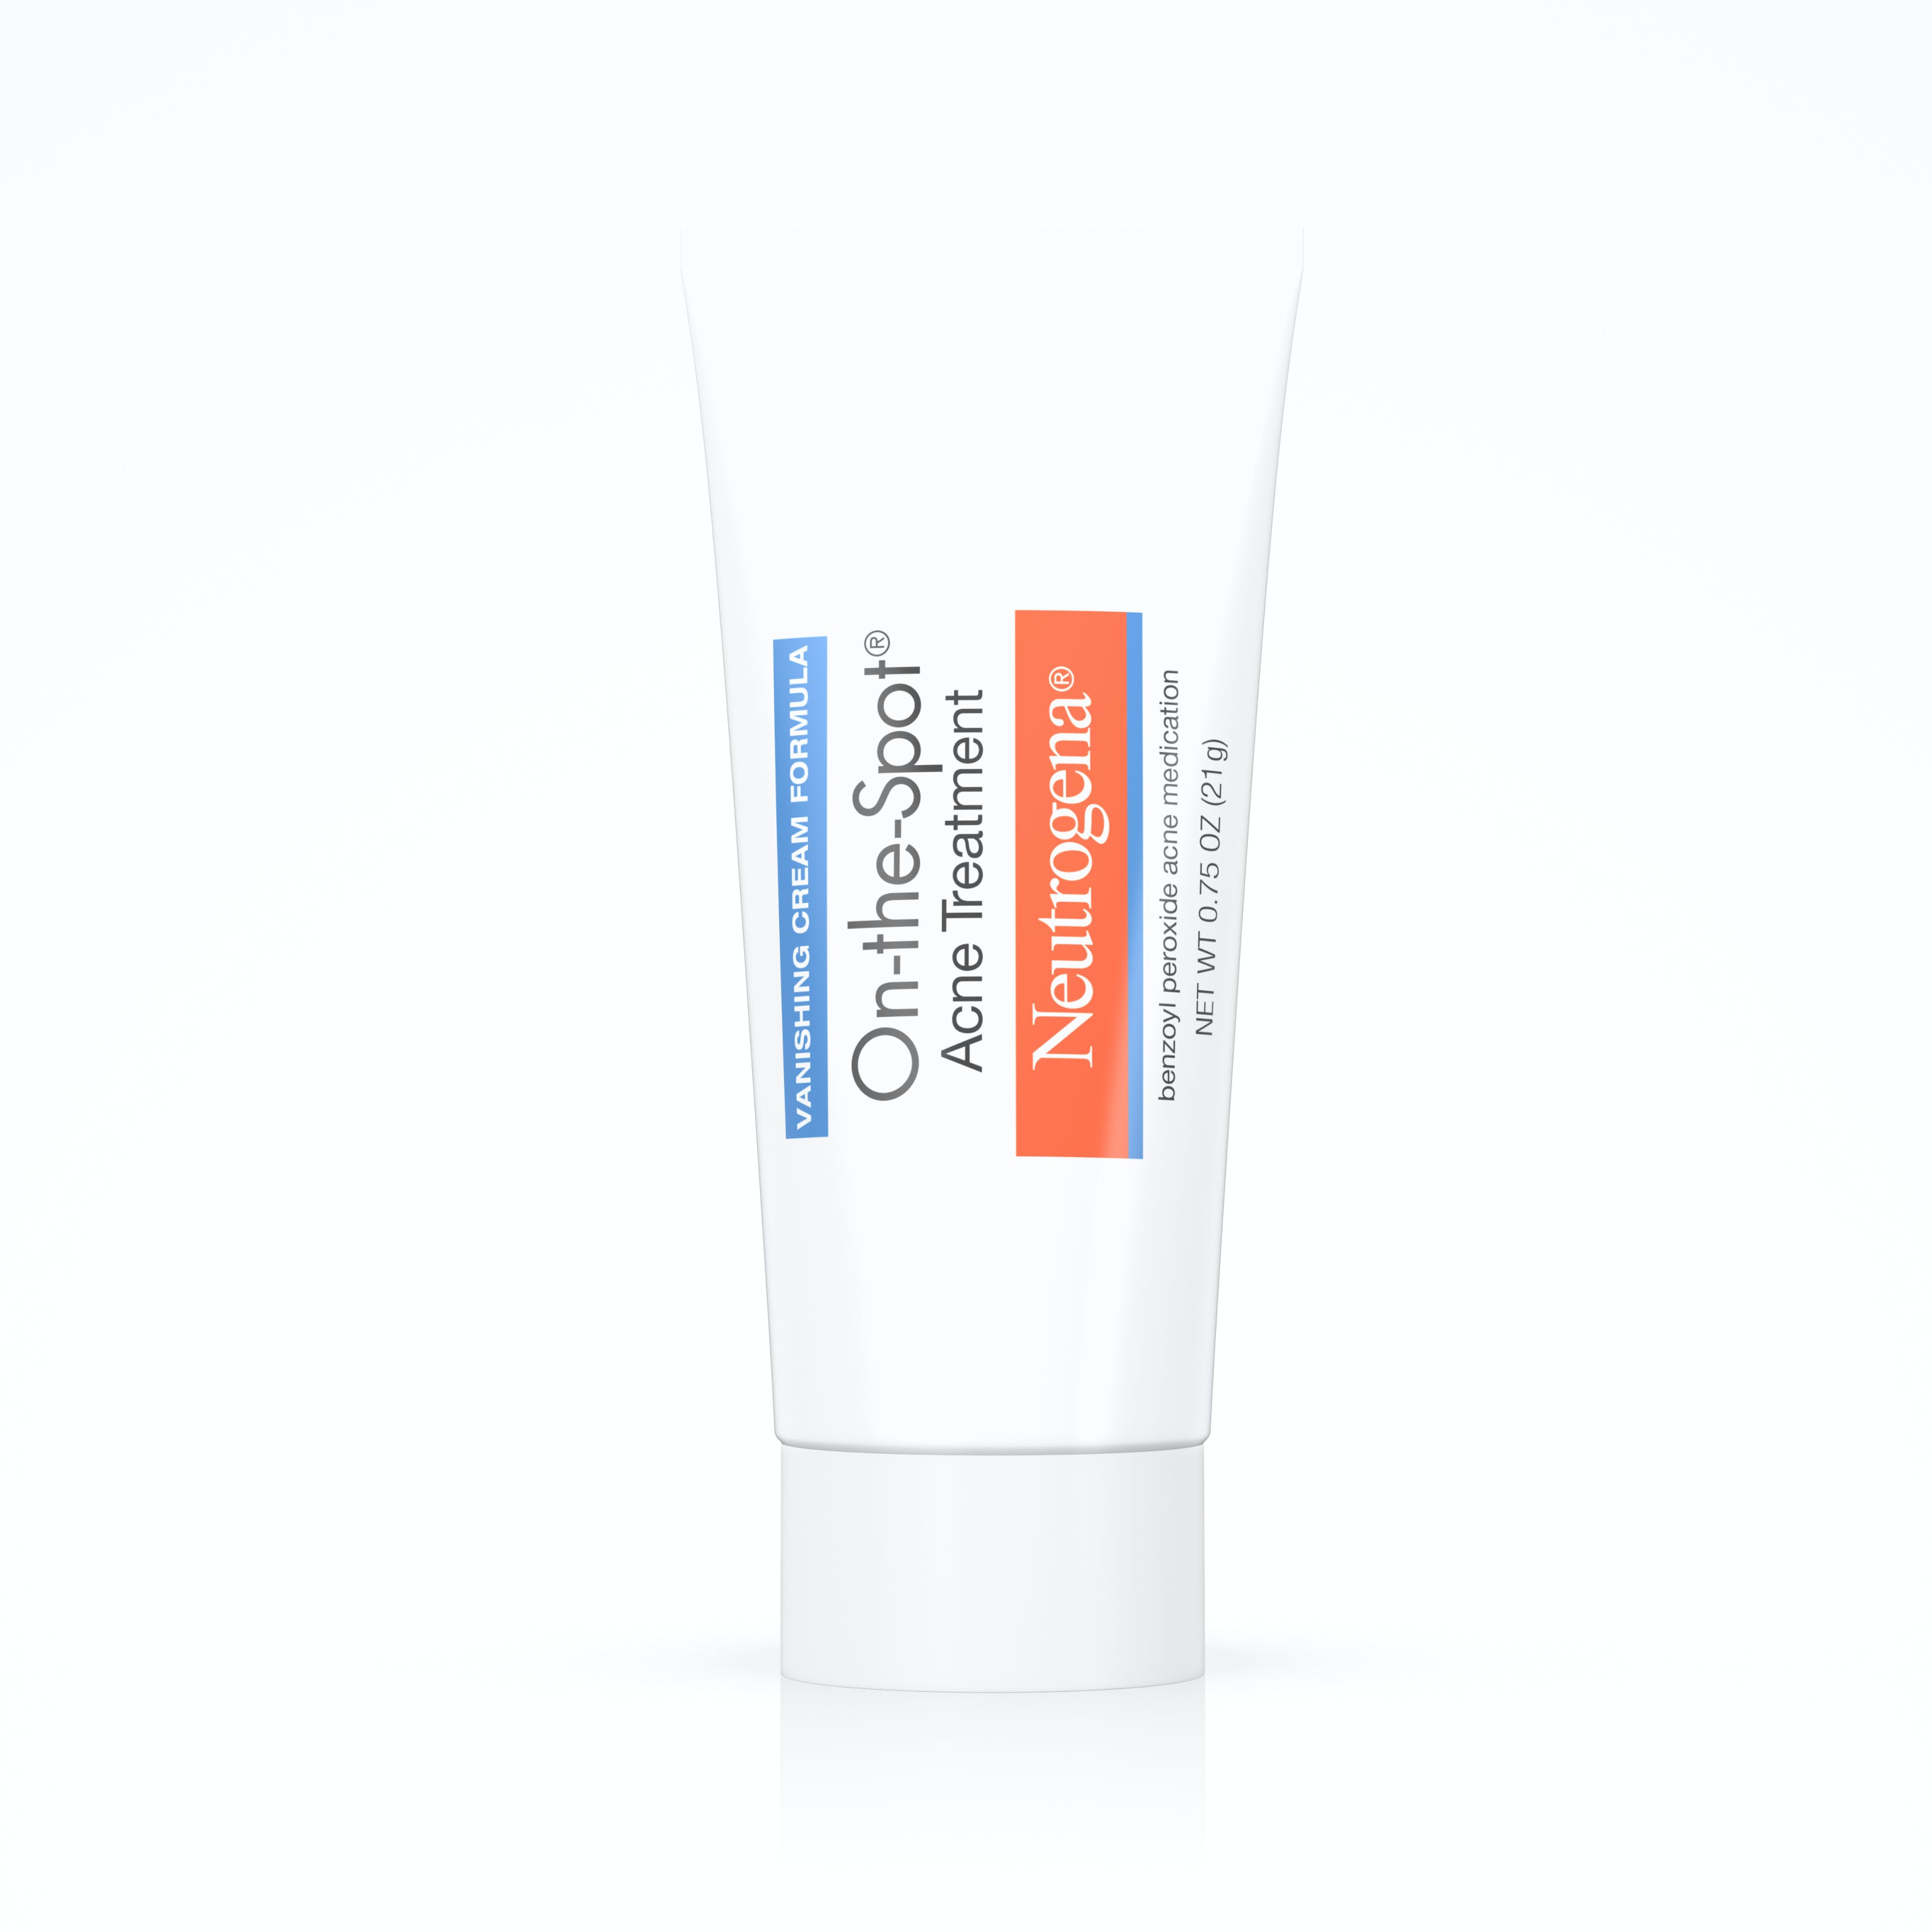 VANISHING CREAM FORMULA
On-the-Spot®
Acne Treatment
Neutrogena®
benzoyl peroxide acne medication
NET WT 0.75 OZ (21 g)